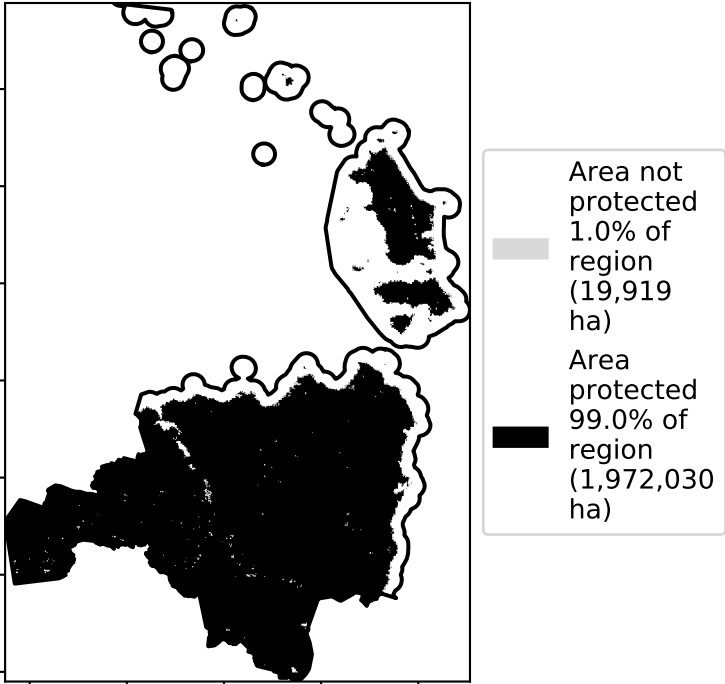 Area not
protected
1.0% of
region
(19,919
ha)
Area
protected
99.0% of
region
(1,972,030
ha)